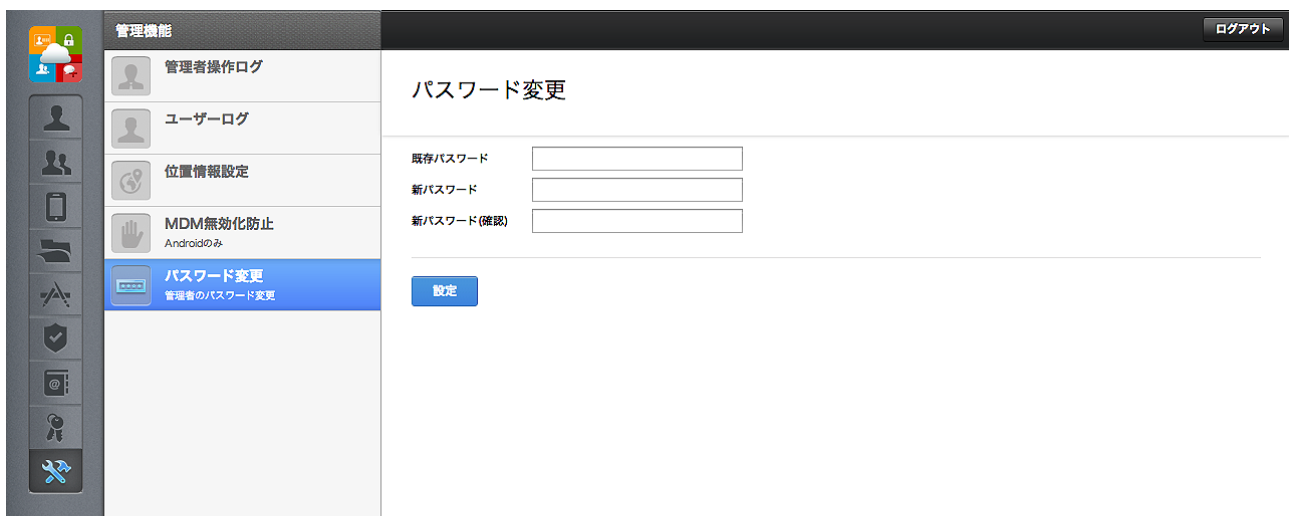 管理機能
ログアウト
管理者操作ログ
ユーザーログ
位置情報設定
MDM無効化防止
Androidのみ
パスワード変更
管理者のパスワード変更
パスワード変更
既存パスワード
新パスワード
新パスワード(確認)
設定